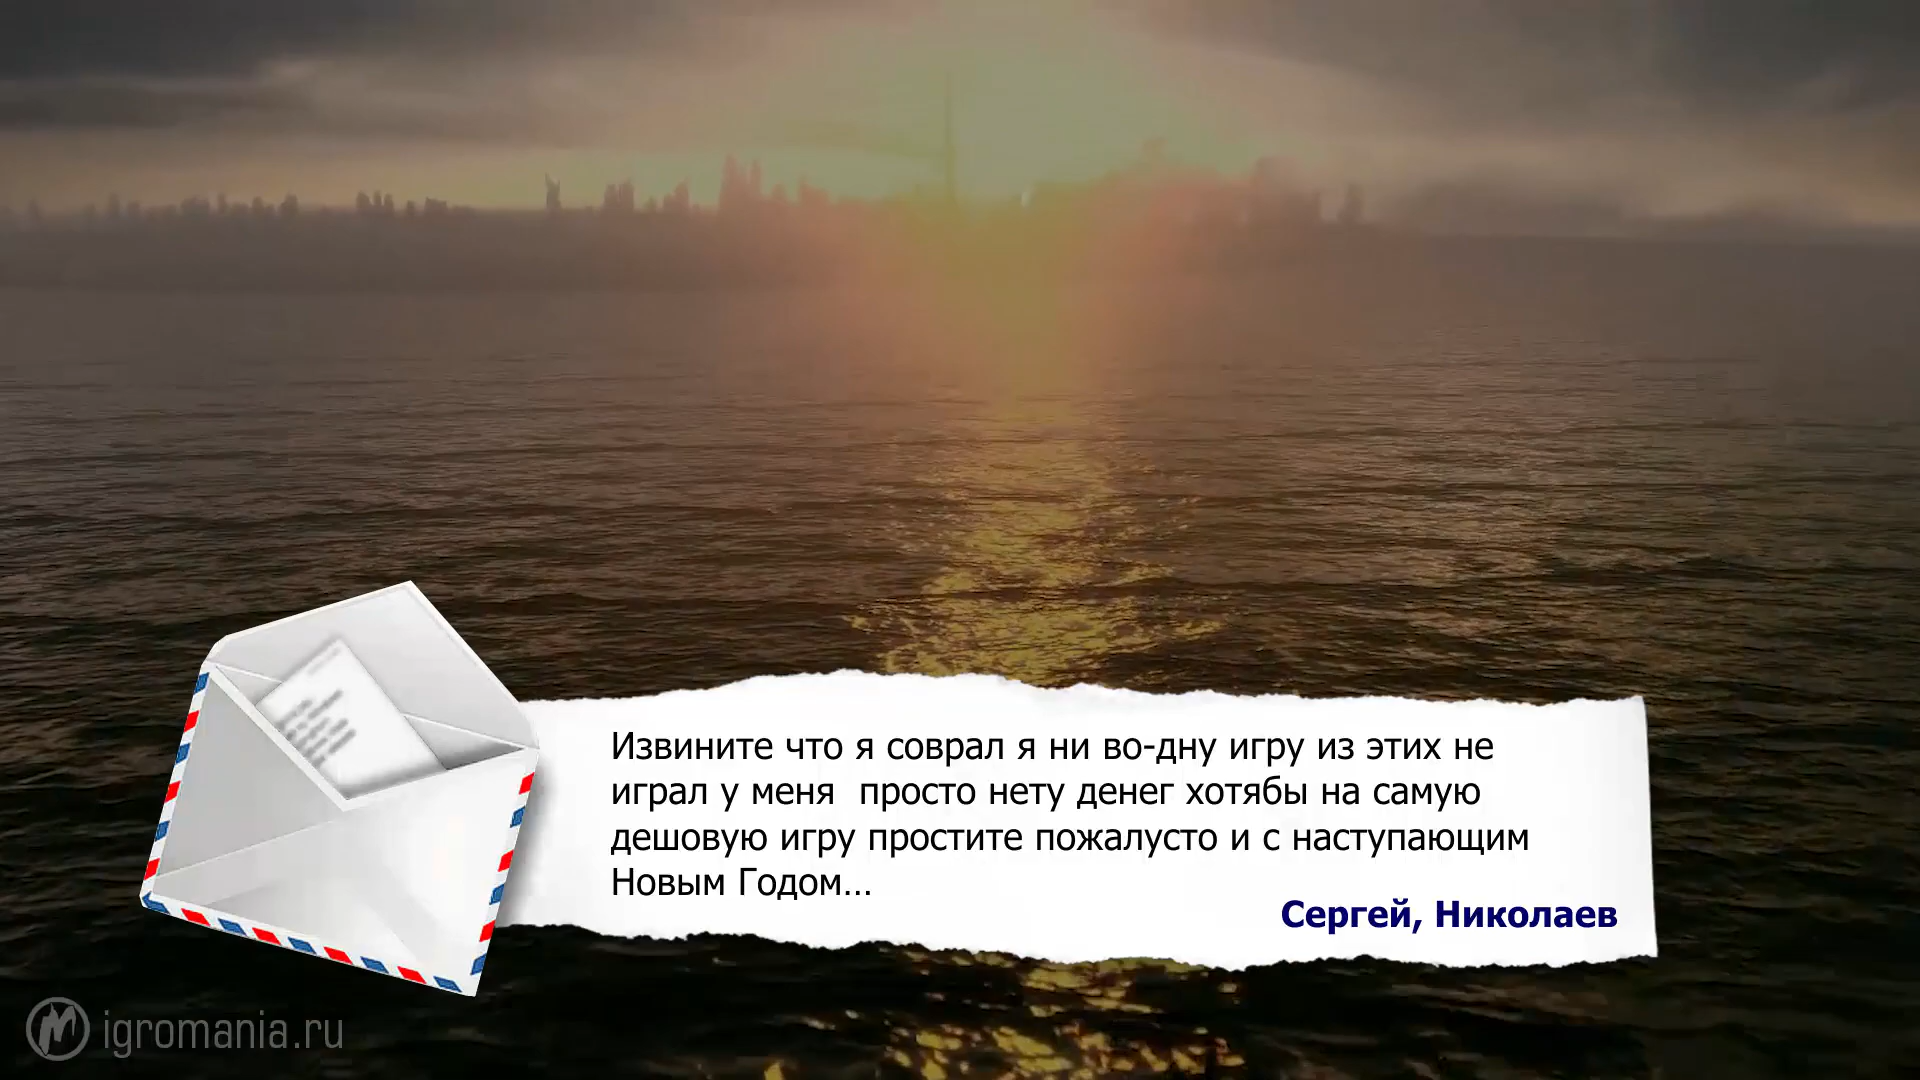 Извините что я соврал я ни во-дну игру из этих не
играл у меня  просто нету денег хотябы на самую
дешовую игру простите пожалусто и с наступающим
Новым Годом...
Сергей, Николаев
igromania.ru